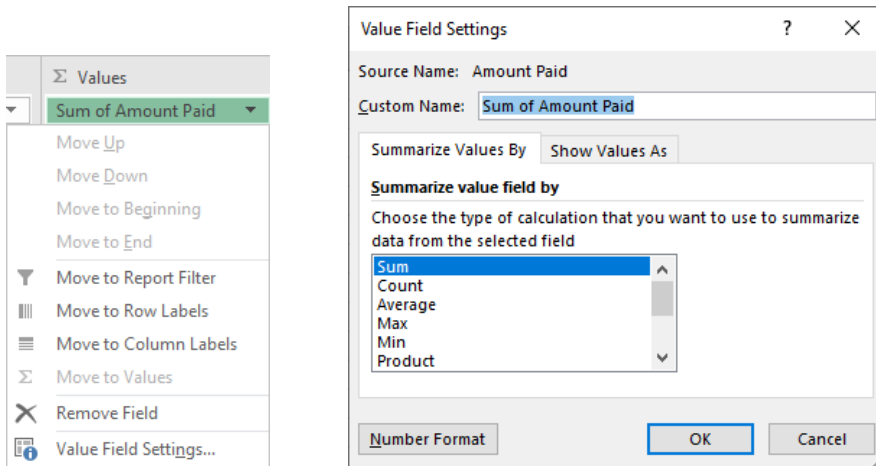 Σ Values
Sum of Amount Paid
Move Up
Move Down
Move to Beginning
Move to End
Move to Report Filter
Move to Row Labels
Move to Column Labels
Σ Move to Values
Remove Field
Value Field Settings...
Value Field Settings ?
Source Name: Amount Paid
Custom Name: Sum of Amount Paid
Summarize Values By Show Values As
Summarize value field by
Choose the type of calculation that you want to use to summarize
data from the selected field
Sum
Count
Average
Max
Min
Product
Number Format OK Cancel